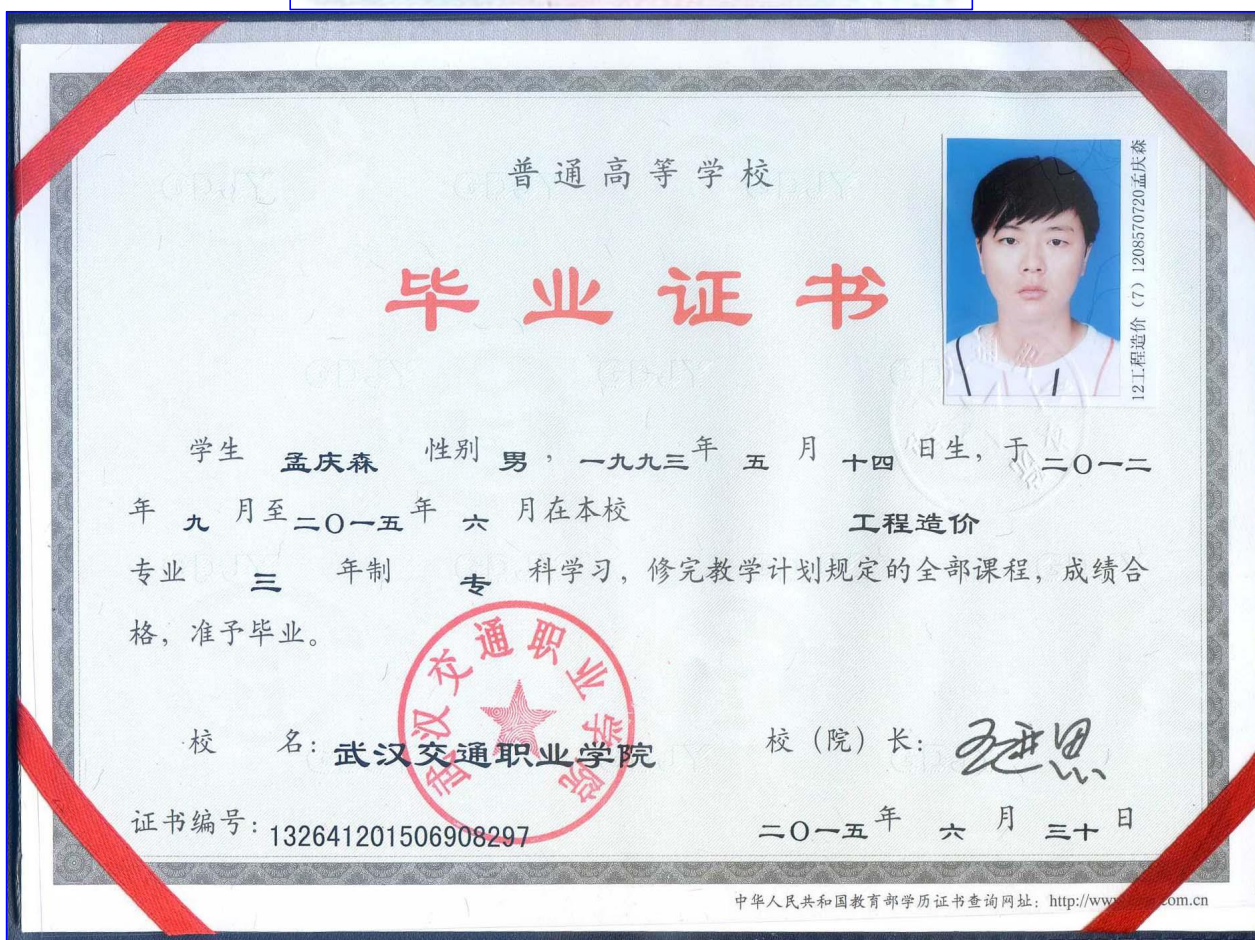 普通高等学校
毕业证书
12工程造价（7）1208570720孟庆森
学生 孟庆森 性别 男，一九九三年 五 月 十四 日生，于 二〇一二
年 九 月至二〇一五年 六 月在本校 工程造价
专业 三 年制 专 科学习，修完教学计划规定的全部课程，成绩合
格，准予毕业。
武汉交通职业学院
校 名：武汉交通职业学院 校（院）长：
证书编号：132641201506908297 二〇一五年 六 月 三十 日
中华人民共和国教育部学历证书查询网址：http://www
om.cn